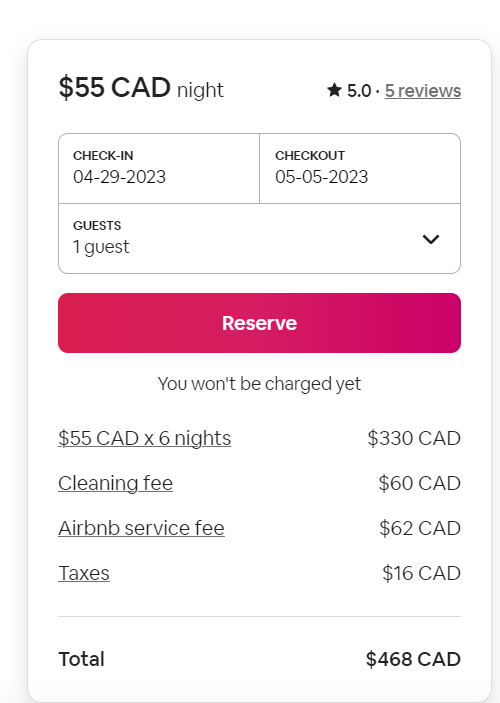 $55 CAD night
5.0 · 5 reviews
CHECK-IN
04-29-2023
CHECKOUT
05-05-2023
GUESTS
1 guest
Reserve
You won't be charged yet
$55 CAD x 6 nights $330 CAD
Cleaning fee $60 CAD
Airbnb service fee $62 CAD
Taxes $16 CAD
Total $468 CAD